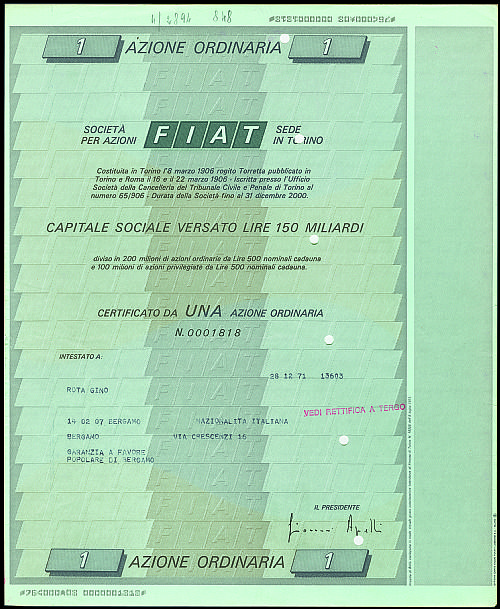 1 AZIONE ORDINARIA 1
SOCIETÀ PER AZIONI FIAT SEDE IN TORINO
Costituita in Torino l'8 marzo 1906 rogito Torretta pubblicato in
Torino e Roma il 16 e il 22 marzo 1906 - Iscritta presso l'Ufficio
Società della Cancelleria del Tribunale Civile e Penale di Torino al
numero 65/906 - Durata della Società fino al 31 dicembre 2000.
CAPITALE SOCIALE VERSATO LIRE 150 MILIARDI
diviso in 200 milioni di azioni ordinarie da Lire 500 nominali cadauna
e 100 milioni di azioni privilegiate da Lire 500 nominali cadauna.
CERTIFICATO DA UNA AZIONE ORDINARIA
N.0001818
INTESTATO A:
28 12 71 13603
ROTA GINO
VEDI RETTIFICA A TERGO
14 02 07 BERGAMO NAZIONALITA ITALIANA
BERGAMO VIA CRESCENZI 16
GARANZIA A FAVORE
POPOLARE DI BERGAMO
IL PRESIDENTE
1 AZIONE ORDINARIA 1